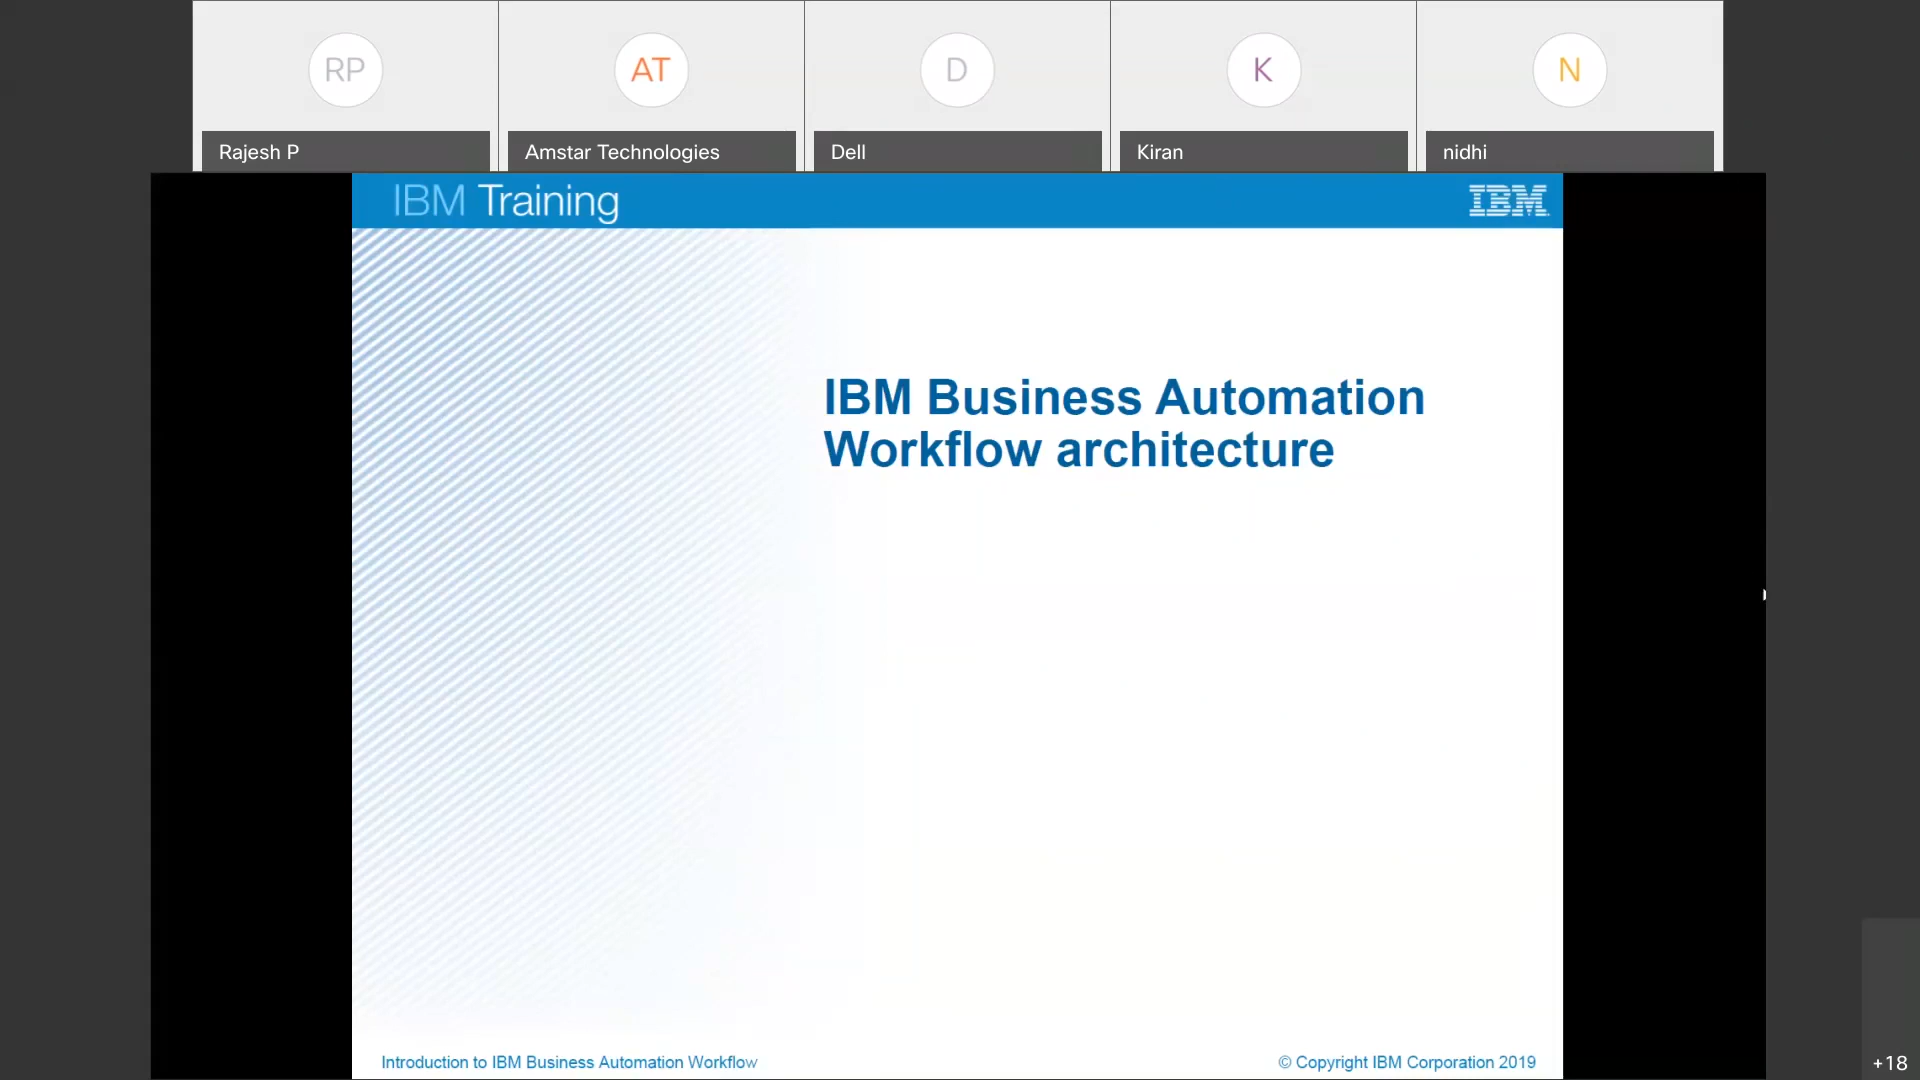 RP
AT
D
K
N
Rajesh P
Amstar Technologies
Dell
Kiran
nidhi
IBM Training
IBM
IBM Business Automation
Workflow architecture
Introduction to IBM Business Automation Workflow
© Copyright IBM Corporation 2019
+18